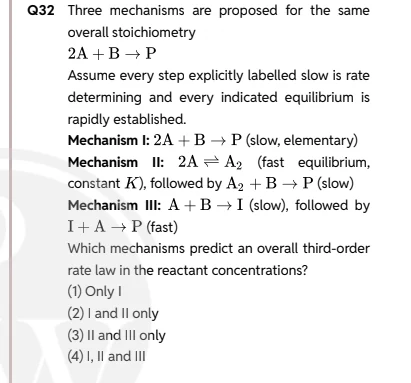 Q32 Three mechanisms are proposed for the same
overall stoichiometry
2A + B → P
Assume every step explicitly labelled slow is rate
determining and every indicated equilibrium is
rapidly established.
Mechanism I: 2A + B → P (slow, elementary)
Mechanism II: 2A ⇌ A₂ (fast equilibrium,
constant K), followed by A₂ + B → P (slow)
Mechanism III: A + B → I (slow), followed by
I + A → P (fast)
Which mechanisms predict an overall third-order
rate law in the reactant concentrations?
(1) Only I
(2) I and II only
(3) II and III only
(4) I, II and III